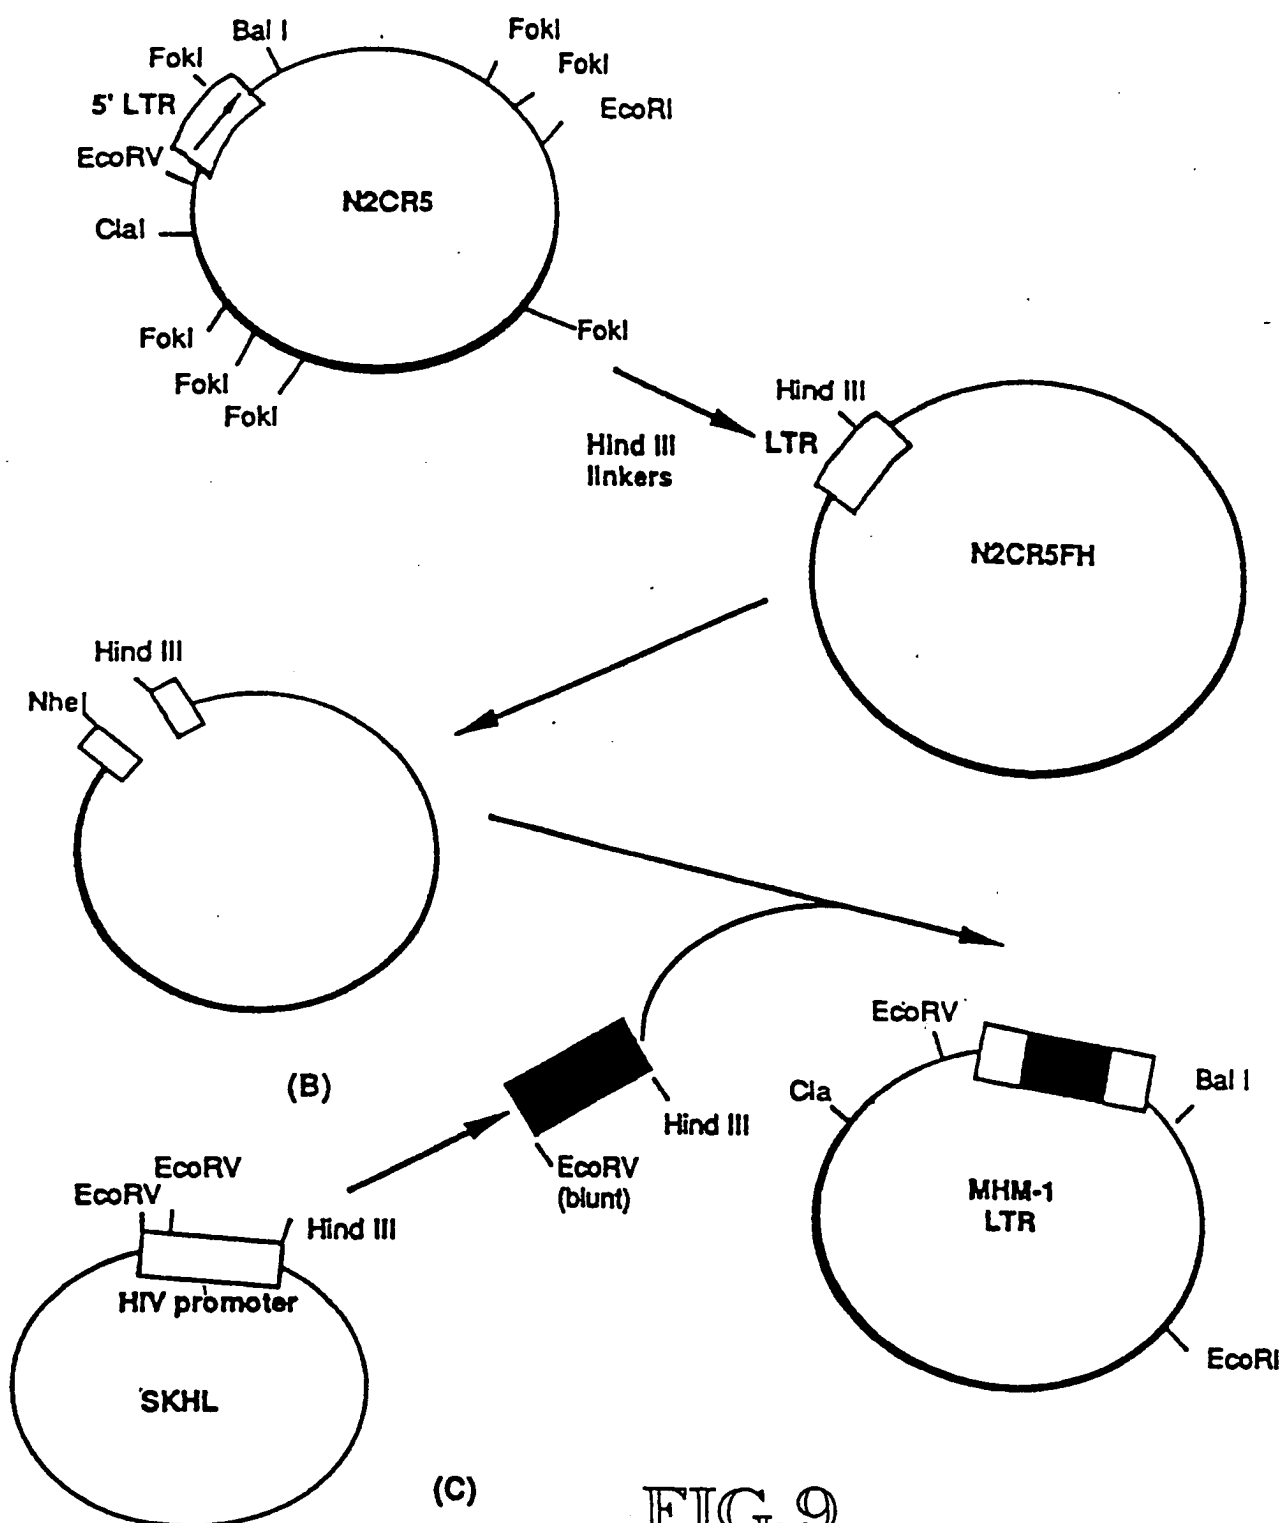 Bal I
FokI
FokI
FokI
5' LTR
EcoRI
EcoRV
N2CR5
ClaI
FokI
FokI
FokI
FokI
Hind III
linkers
Hind III
LTR
N2CR5FH
Hind III
NheI
(B)
EcoRV
Bal I
Cla
Hind III
EcoRV
(blunt)
MHM-1
LTR
EcoRV
EcoRV
Hind III
HIV promoter
EcoRI
SKHL
(C)
FIG. 9